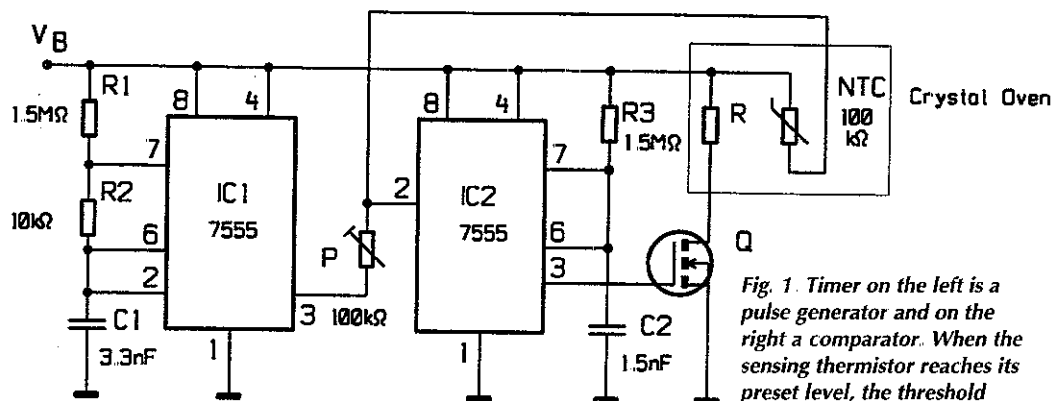 VB
R1
1.5MΩ
8
4
7
R2
10kΩ
IC1
7555
6
2
3
1
C1
3.3nF
P
100kΩ
2
8
4
IC2
7555
R3
1.5MΩ
7
6
3
1
C2
1.5nF
R
NTC
100
kΩ
Crystal Oven
Q
Fig. 1. Timer on the left is a
pulse generator and on the
right a comparator. When the
sensing thermistor reaches its
preset level, the threshold